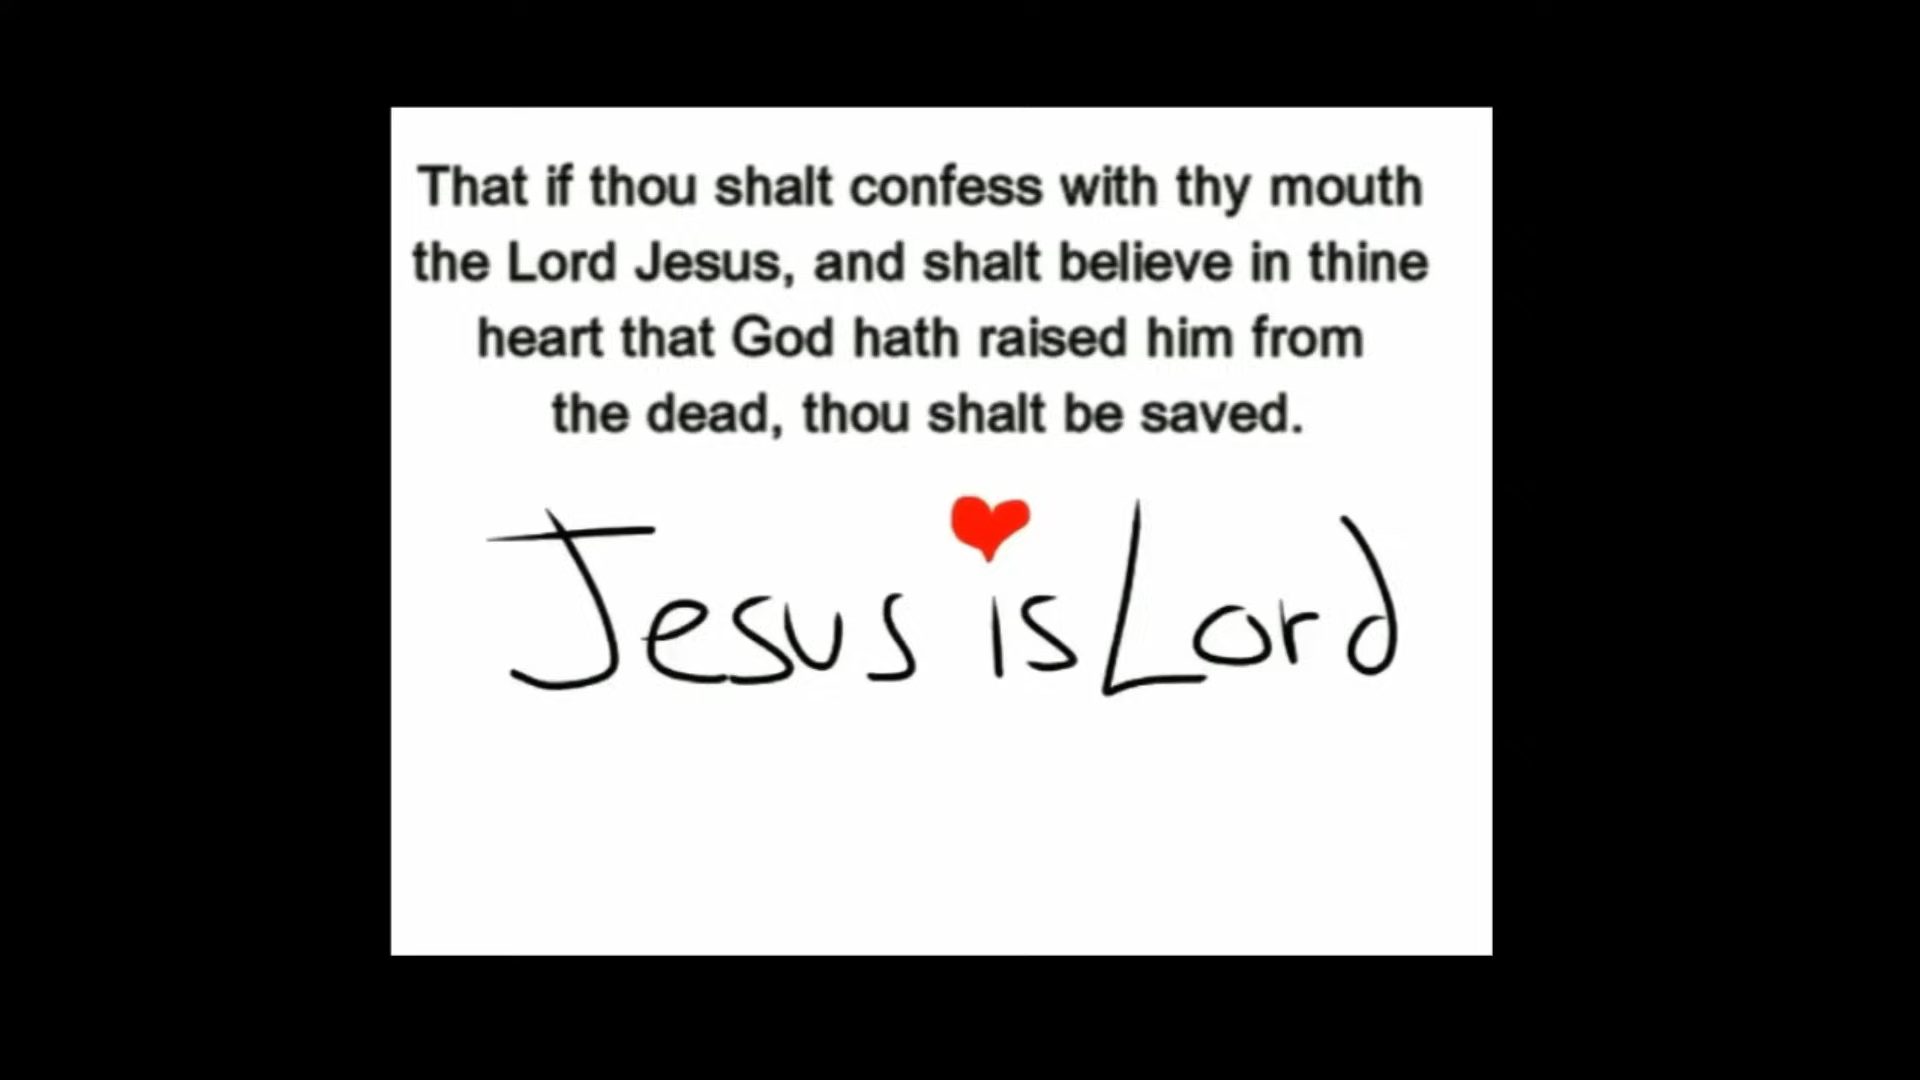 That if thou shalt confess with thy mouth
the Lord Jesus, and shalt believe in thine
heart that God hath raised him from
the dead, thou shalt be saved.
Jesus is Lord